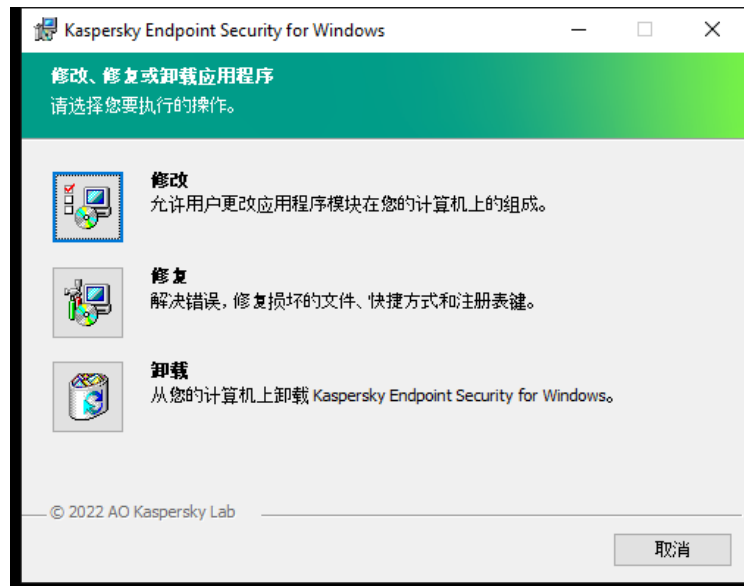 Kaspersky Endpoint Security for Windows
修改、修复或卸载应用程序
请选择您要执行的操作。
修改
允许用户更改应用程序模块在您的计算机上的组成。
修复
解决错误，修复损坏的文件、快捷方式和注册表键。
卸载
从您的计算机上卸载 Kaspersky Endpoint Security for Windows。
© 2022 AO Kaspersky Lab
取消